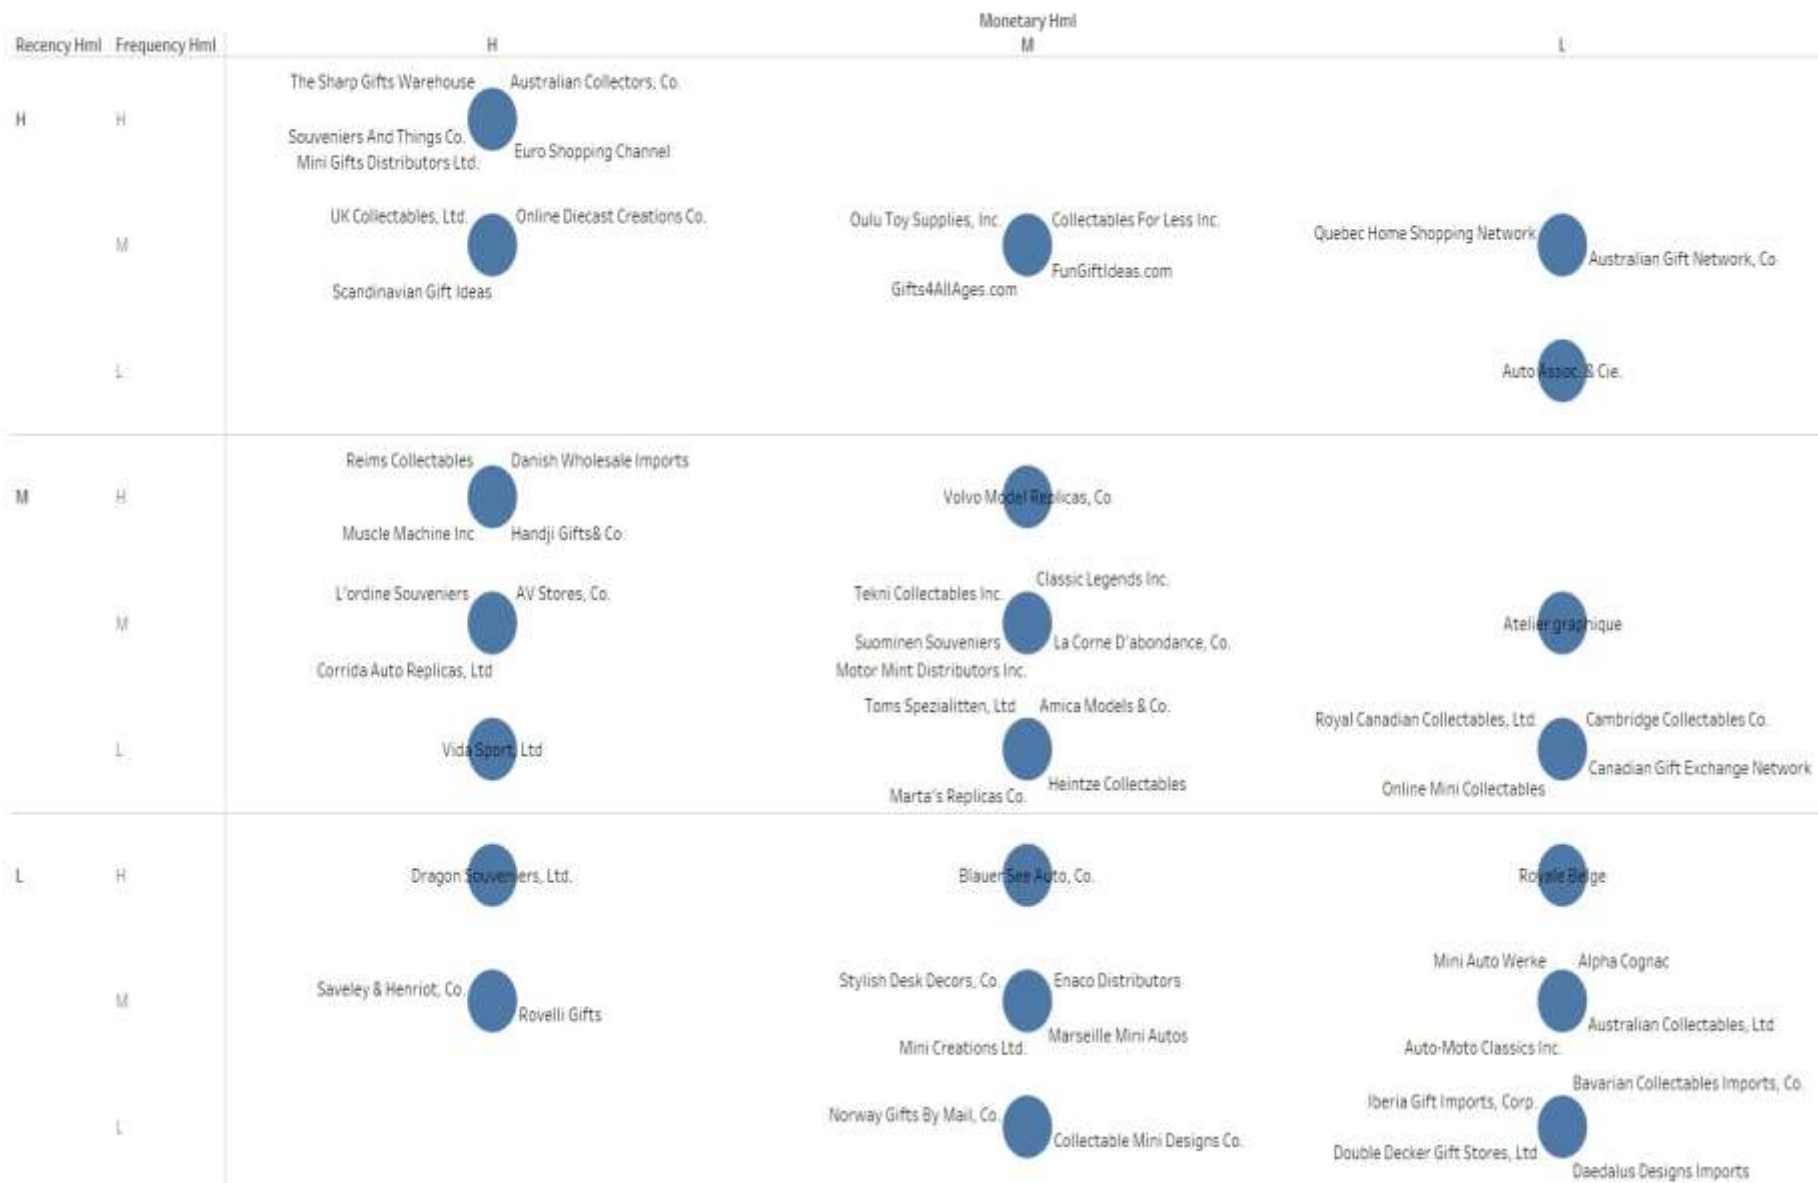 Monetary Hml
Recency Hml Frequency Hml H M L
The Sharp Gifts Warehouse Australian Collectors, Co.
H H
Souveniers And Things Co.
Euro Shopping Channel
Mini Gifts Distributors Ltd.
UK Collectables, Ltd. Online Diecast Creations Co. Oulu Toy Supplies, Inc. Collectables For Less Inc.
Quebec Home Shopping Network
M
Australian Gift Network, Co
FunGiftIdeas.com
Scandinavian Gift Ideas Gifts4AllAges.com
L Auto Assoc. & Cie.
Reims Collectables Danish Wholesale Imports
M H Volvo Model Replicas, Co
Muscle Machine Inc Handji Gifts& Co
Classic Legends Inc.
L'ordine Souveniers AV Stores, Co. Tekni Collectables Inc.
M Atelier graphique
Suominen Souveniers La Corne D'abondance, Co.
Corrida Auto Replicas, Ltd Motor Mint Distributors Inc.
Toms Spezialitten, Ltd Amica Models & Co.
Royal Canadian Collectables, Ltd. Cambridge Collectables Co.
L Vida Sport, Ltd
Canadian Gift Exchange Network
Heintze Collectables
Marta's Replicas Co. Online Mini Collectables
L H Dragon Souveniers, Ltd. Blauer See Auto, Co. Royale Belge
Mini Auto Werke Alpha Cognac
Saveley & Henriot, Co. Stylish Desk Decors, Co. Enaco Distributors
M
Rovelli Gifts
Australian Collectables, Ltd
Marseille Mini Autos
Mini Creations Ltd. Auto-Moto Classics Inc.
Bavarian Collectables Imports, Co.
Iberia Gift Imports, Corp.
Norway Gifts By Mail, Co.
L
Collectable Mini Designs Co.
Double Decker Gift Stores, Ltd
Daedalus Designs Imports